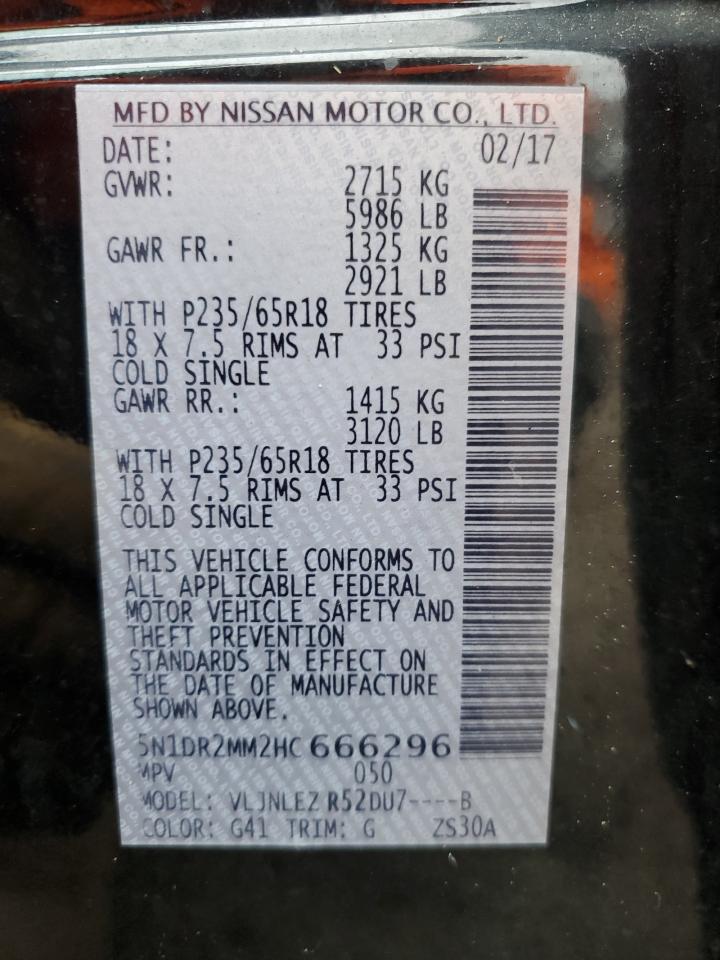 MFD BY NISSAN MOTOR CO., LTD.
DATE: 02/17
GVWR: 2715 KG
5986 LB
GAWR FR.: 1325 KG
2921 LB
WITH P235/65R18 TIRES
18 X 7.5 RIMS AT 33 PSI
COLD SINGLE
GAWR RR.: 1415 KG
3120 LB
WITH P235/65R18 TIRES
18 X 7.5 RIMS AT 33 PSI
COLD SINGLE
THIS VEHICLE CONFORMS TO
ALL APPLICABLE FEDERAL
MOTOR VEHICLE SAFETY AND
THEFT PREVENTION
STANDARDS IN EFFECT ON
THE DATE OF MANUFACTURE
SHOWN ABOVE.
5N1DR2MM2HC666296
MPV 050
MODEL: VLJNLEZ R52DU7----B
COLOR: G41 TRIM: G ZS30A